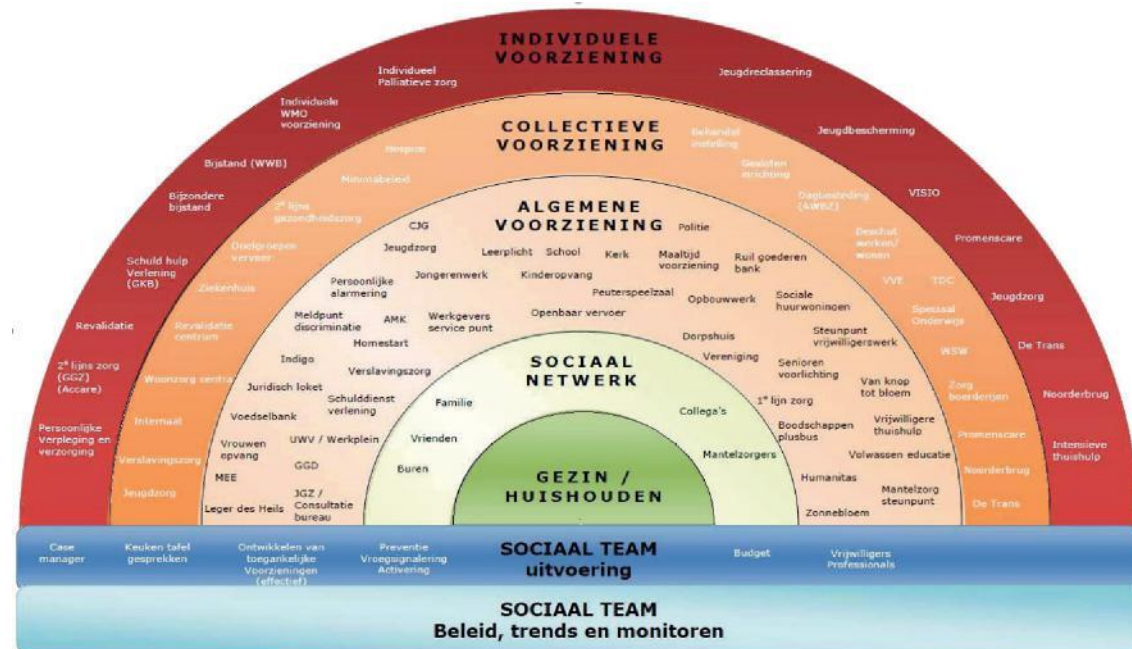 INDIVIDUELE
VOORZIENING
Individueel
Palliatieve zorg
Jeugdreclassering
Individuele
WMO
voorziening
Jeugdbescherming
Bijstand (WWB)
VISIO
Bijzondere
bijstand
Promenscare
Schuld hulp
Verlening
(GKB)
Jeugdzorg
Revalidatie
De Trans
2e lijns zorg
(GGZ)
(Accare)
Noorderbrug
Persoonlijke
Verpleging en
verzorging
Intensieve
thuishulp
COLLECTIEVE
VOORZIENING
Hospice
Behandel
instelling
Minimabeleid
Gesloten
inrichting
2e lijns
gezondheidszorg
Dagbesteding
(AWBZ)
Doelgroepen
vervoer
Beschut
werken/
wonen
Ziekenhuis
VVE
TDC
Revalidatie
centrum
Speciaal
Onderwijs
WSW
Woonzorg centra
Zorg
boerderijen
Internaat
Promenscare
Verslavingszorg
Noorderbrug
Jeugdzorg
De Trans
ALGEMENE
VOORZIENING
CJG
Politie
Jeugdzorg
Leerplicht
School
Kerk
Maaltijd
voorziening
Ruil goederen
bank
Persoonlijke
alarmering
Jongerenwerk
Kinderopvang
Peuterspeelzaal
Opbouwwerk
Sociale
huurwoningen
Meldpunt
discriminatie
AMK
Werkgevers
service punt
Openbaar vervoer
Homestart
Dorpshuis
Steunpunt
vrijwilligerswerk
Indigo
Verslavingszorg
Vereniging
Senioren
voorlichting
Juridisch loket
Schulddienst
verlening
Van knop
tot bloem
1e lijn zorg
Voedselbank
Boodschappen
plusbus
Vrijwilligere
thuishulp
Vrouwen
opvang
UWV / Werkplein
Volwassen educatie
MEE
GGD
Humanitas
Leger des Heils
JGZ /
Consultatie
bureau
Mantelzorg
steunpunt
Zonnebloem
SOCIAAL
NETWERK
Familie
Collega's
Vrienden
Mantelzorgers
Buren
GEZIN /
HUISHOUDEN
Case
manager
Keuken tafel
gesprekken
Ontwikkelen van
toegankelijke
Voorzieningen
(effectief)
Preventie
Vroegsignalering
Activering
SOCIAAL TEAM
uitvoering
Budget
Vrijwilligers
Professionals
SOCIAAL TEAM
Beleid, trends en monitoren